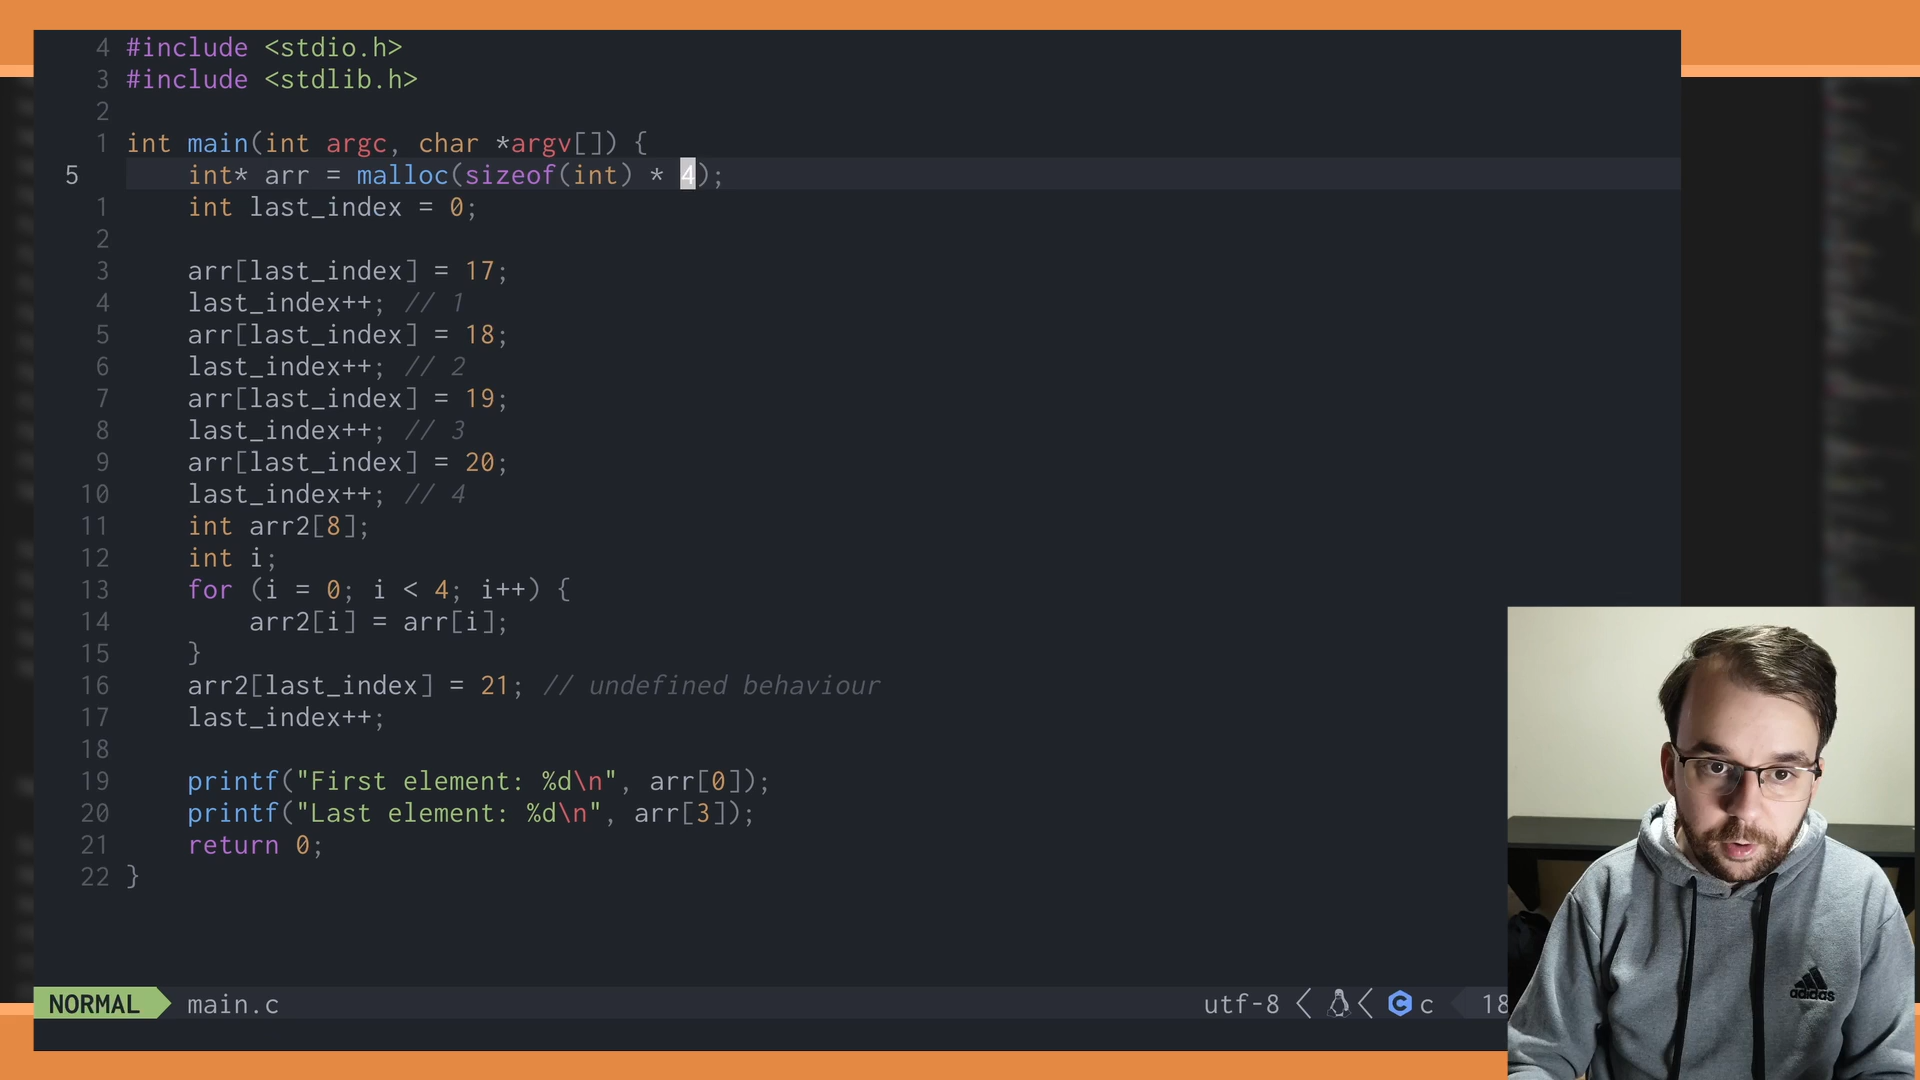 4 #include <stdio.h>
3 #include <stdlib.h>
2
1 int main(int argc, char *argv[]) {
5 int* arr = malloc(sizeof(int) * 4);
1 int last_index = 0;
2
3 arr[last_index] = 17;
4 last_index++; // 1
5 arr[last_index] = 18;
6 last_index++; // 2
7 arr[last_index] = 19;
8 last_index++; // 3
9 arr[last_index] = 20;
10 last_index++; // 4
11 int arr2[8];
12 int i;
13 for (i = 0; i < 4; i++) {
14 arr2[i] = arr[i];
15 }
16 arr2[last_index] = 21; // undefined behaviour
17 last_index++;
18
19 printf("First element: %d\n", arr[0]);
20 printf("Last element: %d\n", arr[3]);
21 return 0;
22 }
NORMAL main.c utf-8 c 18
adidas